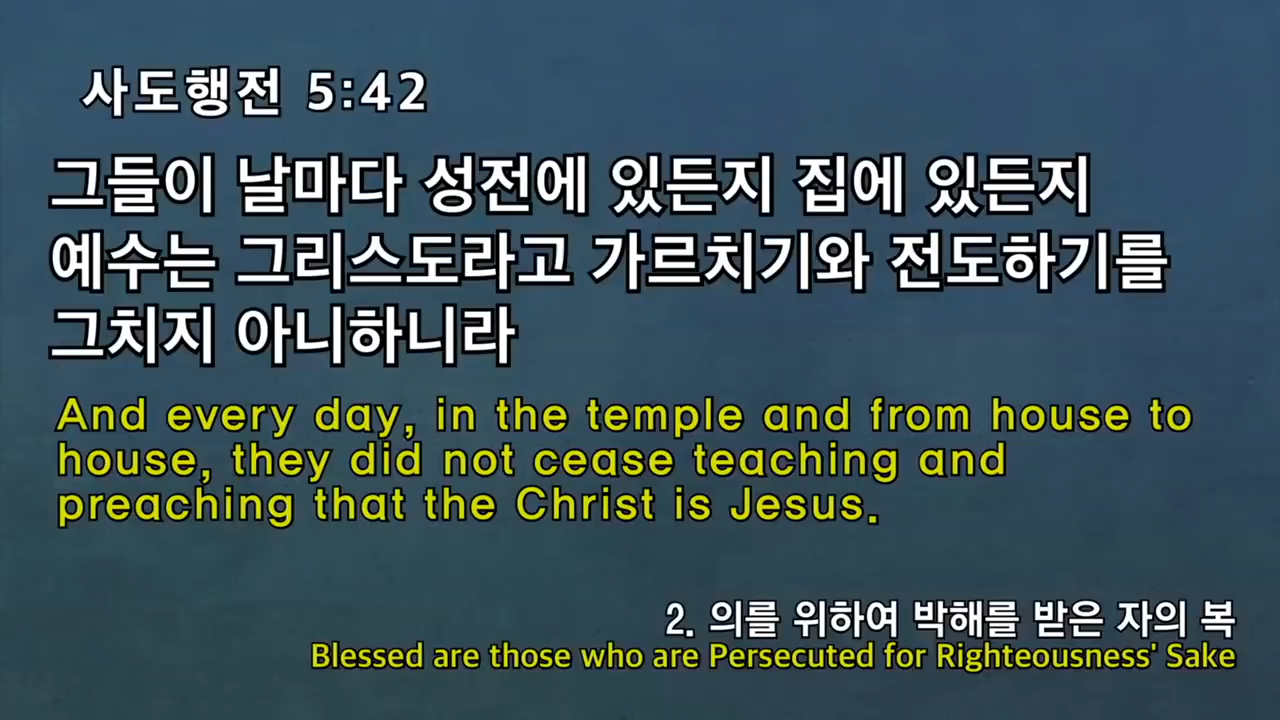 사도행전 5:42
그들이 날마다 성전에 있든지 집에 있든지
예수는 그리스도라고 가르치기와 전도하기를
그치지 아니하니라
And every day, in the temple and from house to
house, they did not cease teaching and
preaching that the Christ is Jesus.
2. 의를 위하여 박해를 받은 자의 복
Blessed are those who are Persecuted for Righteousness' Sake